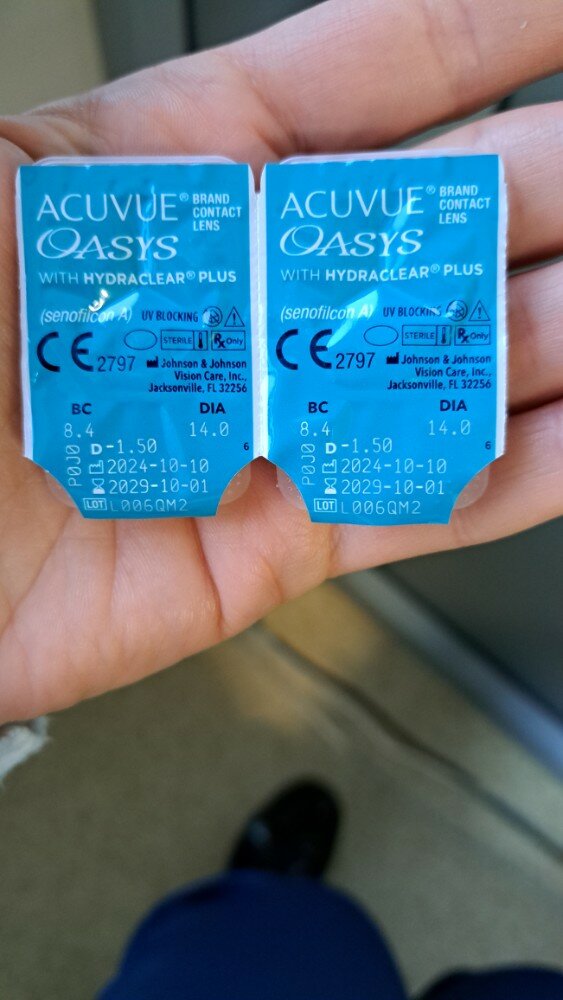 ACUVUE® BRAND
CONTACT
LENS
OASYS
WITH HYDRACLEAR® PLUS
(senofilcon A) UV BLOCKING
STERILE Rx Only
CE 2797 Johnson & Johnson
Vision Care, Inc.,
Jacksonville, FL 32256
BC DIA
8.4 14.0
6
P0J0
D -1.50
2024-10-10
2029-10-01
LOT L006QM2
ACUVUE® BRAND
CONTACT
LENS
OASYS
WITH HYDRACLEAR® PLUS
(senofilcon A) UV BLOCKING
STERILE Rx Only
CE 2797 Johnson & Johnson
Vision Care, Inc.,
Jacksonville, FL 32256
BC DIA
8.4 14.0
6
P0J0
D -1.50
2024-10-10
2029-10-01
LOT L006QM2